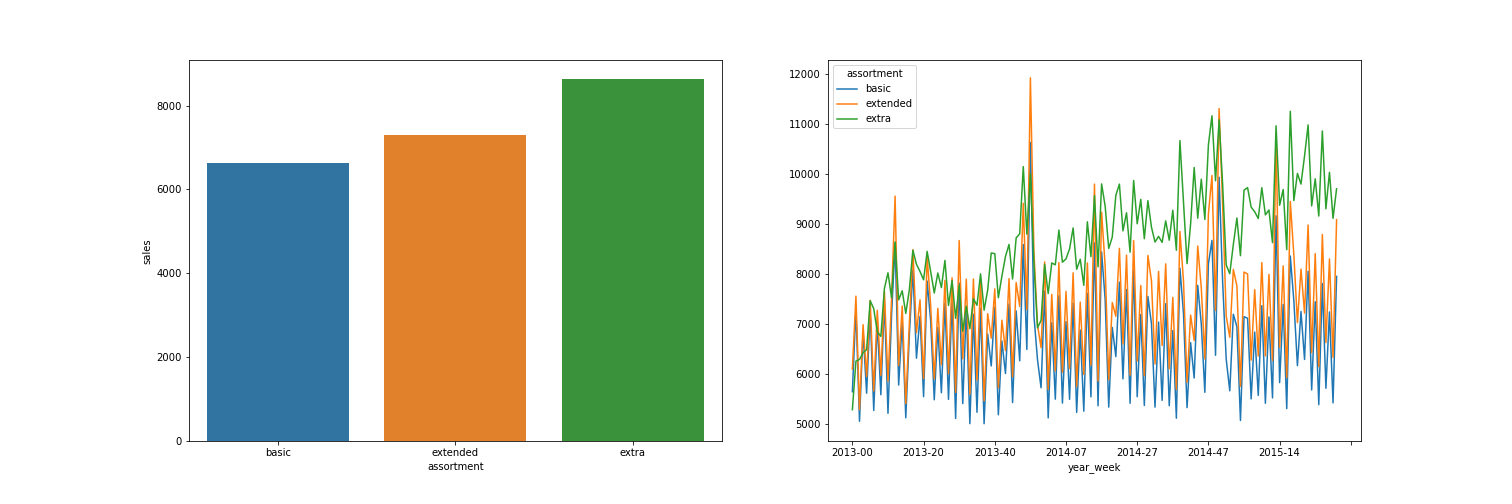 sales
8000
6000
4000
2000
0
basic
extended
extra
assortment
12000
11000
10000
9000
8000
7000
6000
5000
assortment
basic
extended
extra
2013-00
2013-20
2013-40
2014-07
2014-27
2014-47
2015-14
year_week